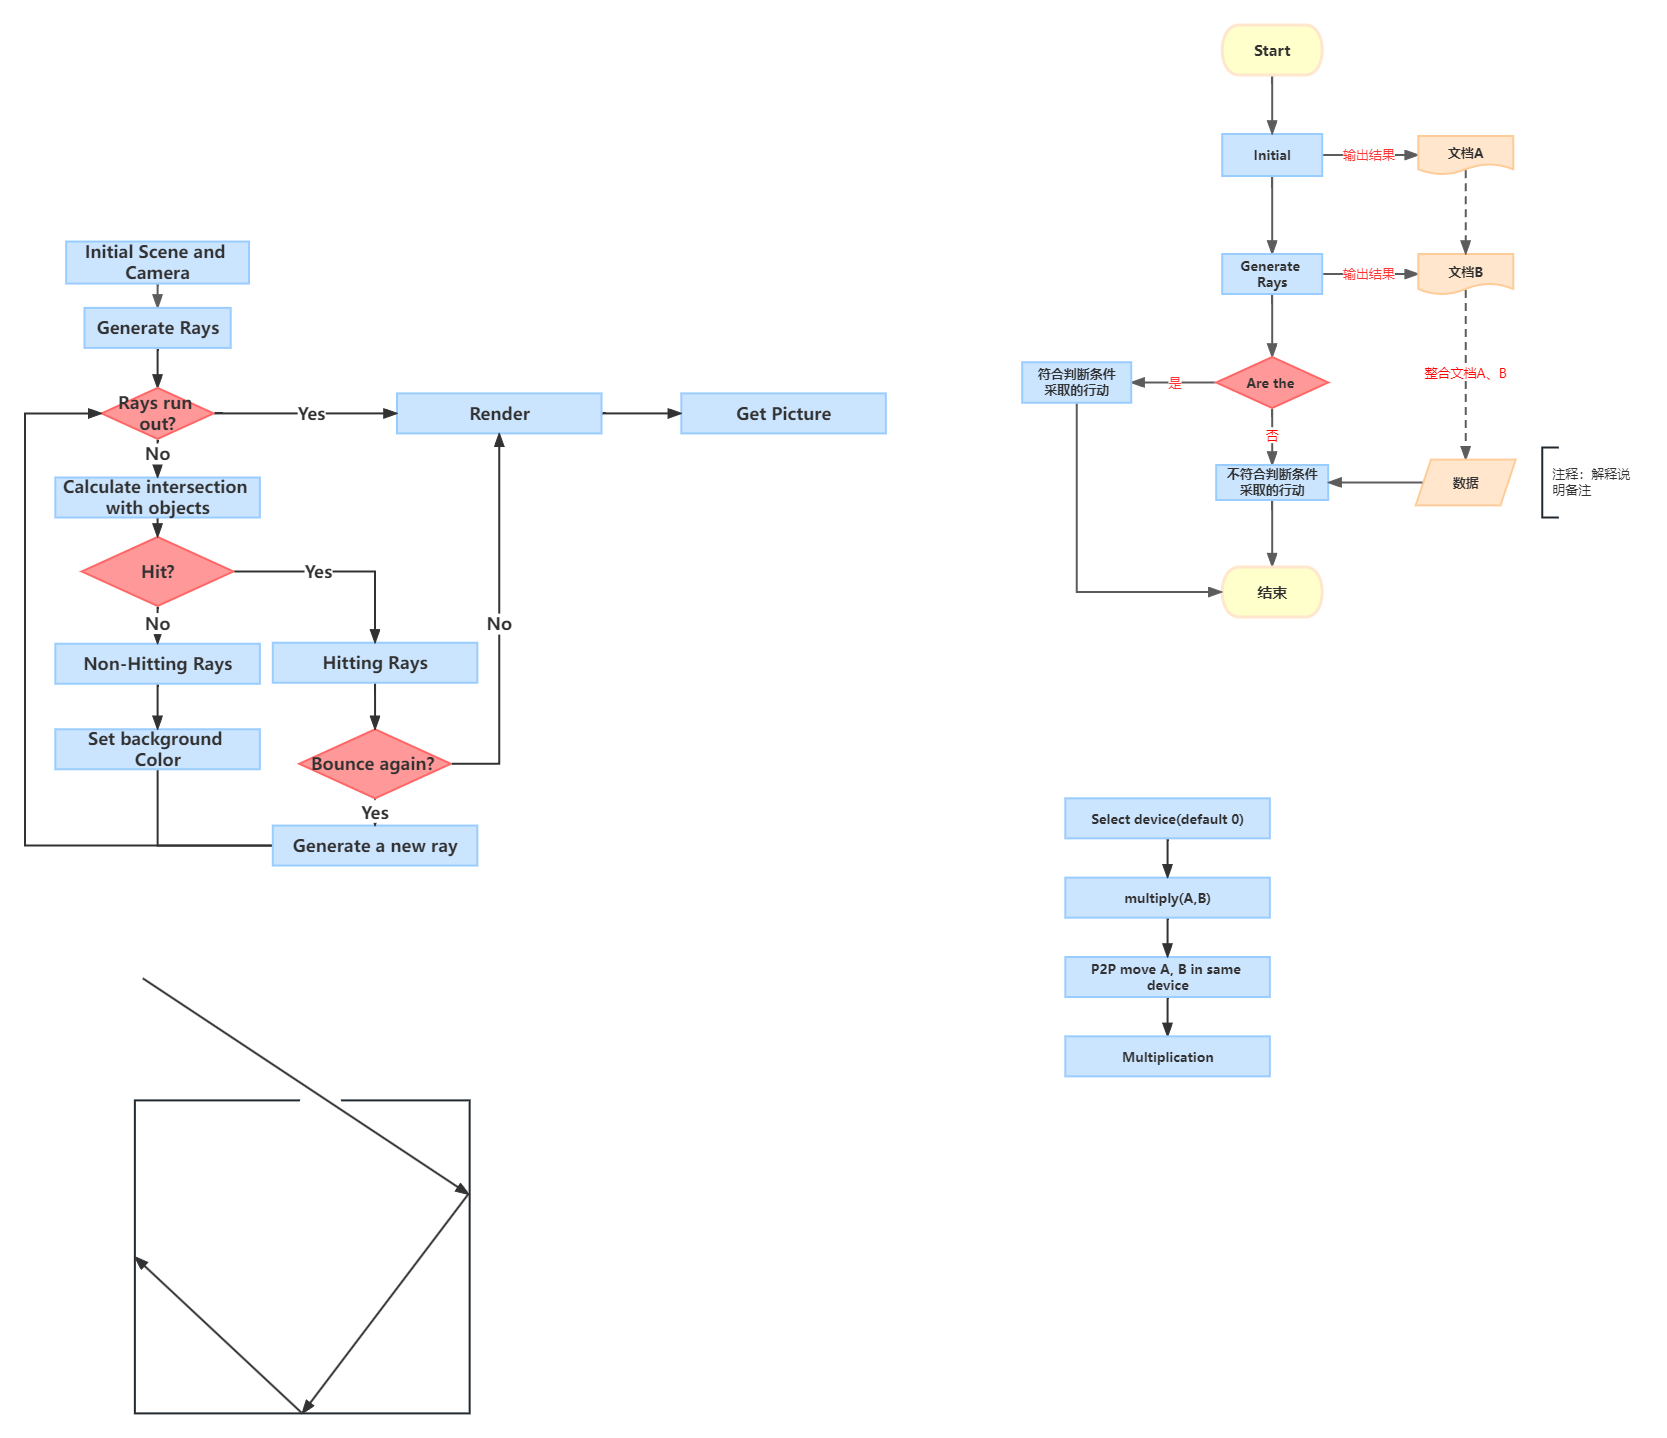 Initial Scene and
Camera
Generate Rays
Rays run
out?
Yes
Render
Get Picture
No
Calculate intersection
with objects
Hit?
Yes
No
No
Non-Hitting Rays
Hitting Rays
Set background
Color
Bounce again?
Yes
Generate a new ray
Start
Initial
输出结果
文档A
Generate
Rays
输出结果
文档B
符合判断条件
采取的行动
是
Are the
整合文档A、B
否
不符合判断条件
采取的行动
数据
注释：解释说
明备注
结束
Select device(default 0)
multiply(A,B)
P2P move A, B in same
device
Multiplication